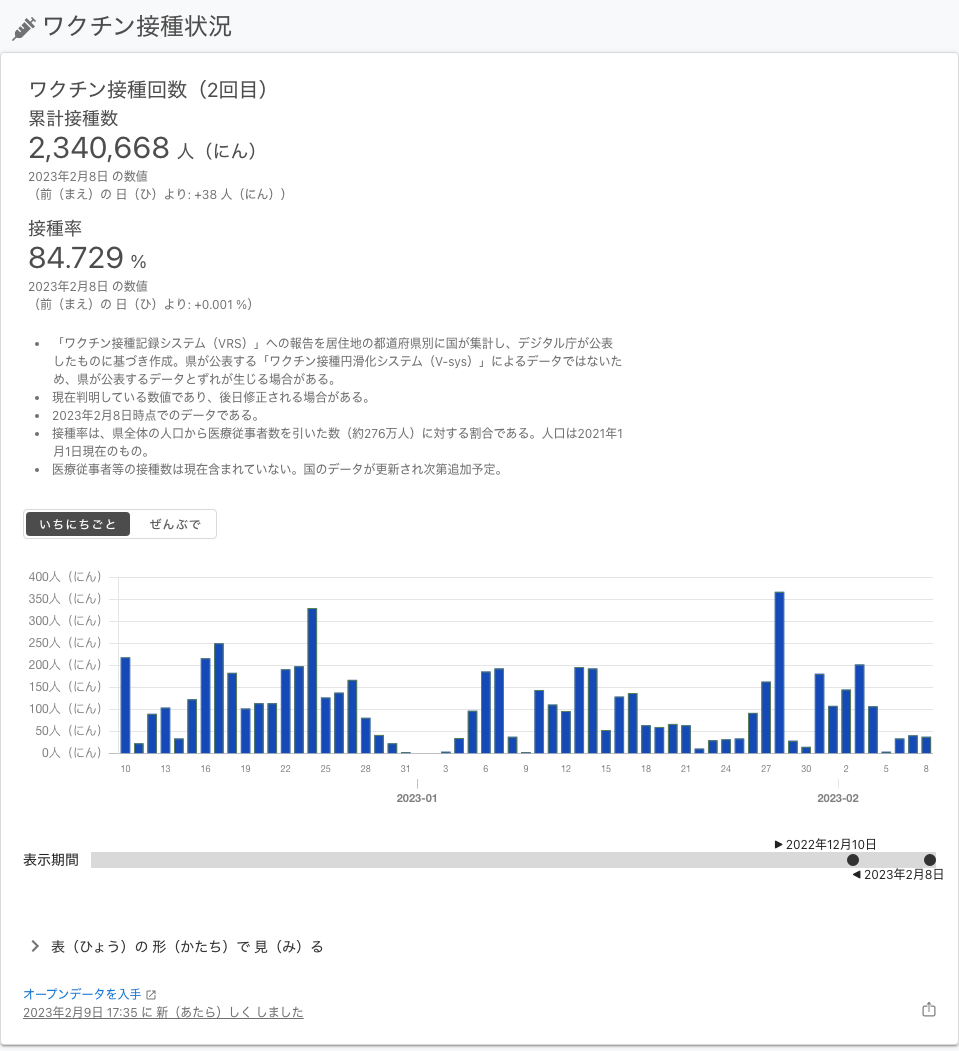 ワクチン接種状況
ワクチン接種回数（2回目）
累計接種数
2,340,668 人（にん）
2023年2月8日 の数値
（前（まえ）の 日（ひ）より: +38 人（にん））
接種率
84.729 %
2023年2月8日 の数値
（前（まえ）の 日（ひ）より: +0.001 %）
• 「ワクチン接種記録システム（VRS）」への報告を居住地の都道府県別に国が集計し、デジタル庁が公表
したものに基づき作成。県が公表する「ワクチン接種円滑化システム（V-sys）」によるデータではないた
め、県が公表するデータとずれが生じる場合がある。
• 現在判明している数値であり、後日修正される場合がある。
• 2023年2月8日時点でのデータである。
• 接種率は、県全体の人口から医療従事者数を引いた数（約276万人）に対する割合である。人口は2021年1
月1日現在のもの。
• 医療従事者等の接種数は現在含まれていない。国のデータが更新され次第追加予定。
いちにちごと ぜんぶで
400人（にん）
350人（にん）
300人（にん）
250人（にん）
200人（にん）
150人（にん）
100人（にん）
50人（にん）
0人（にん）
10 13 16 19 22 25 28 31 3 6 9 12 15 18 21 24 27 30 2 5 8
2023-01 2023-02
▶ 2022年12月10日
表示期間
◀ 2023年2月8日
表（ひょう）の 形（かたち）で 見（み）る
オープンデータを入手
2023年2月9日 17:35 に 新（あたら）しく しました